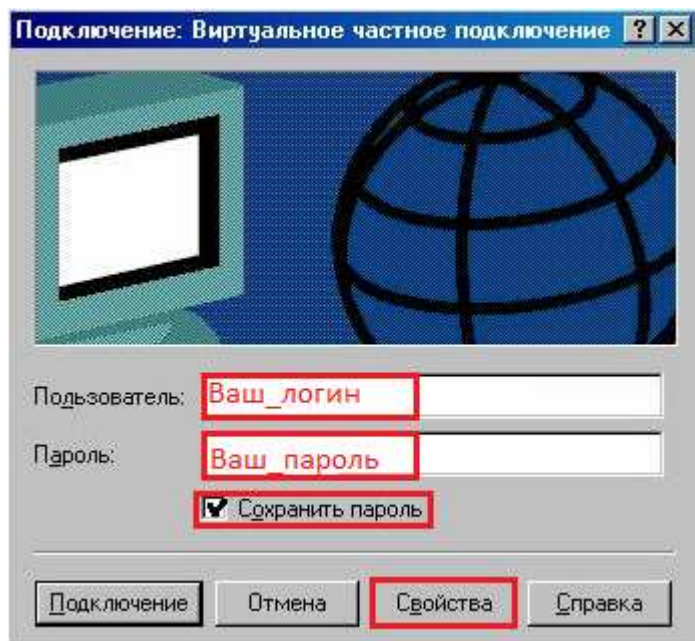 Подключение: Виртуальное частное подключение
Пользователь: Ваш_логин
Пароль: Ваш_пароль
Сохранить пароль
Подключение Отмена Свойства Справка